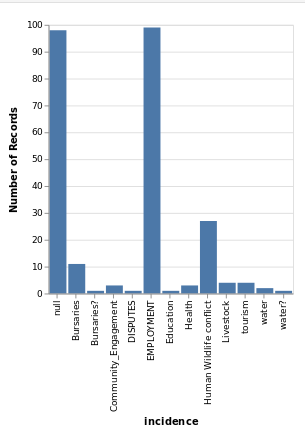 100
90
80
70
60
50
40
30
20
10
0
Number of Records
null
Bursaries
Bursaries?
Community_Engagement
DISPUTES
EMPLOYMENT
Education
Health
Human Wildlife conflict
Livestock
tourism
water
water?
incidence